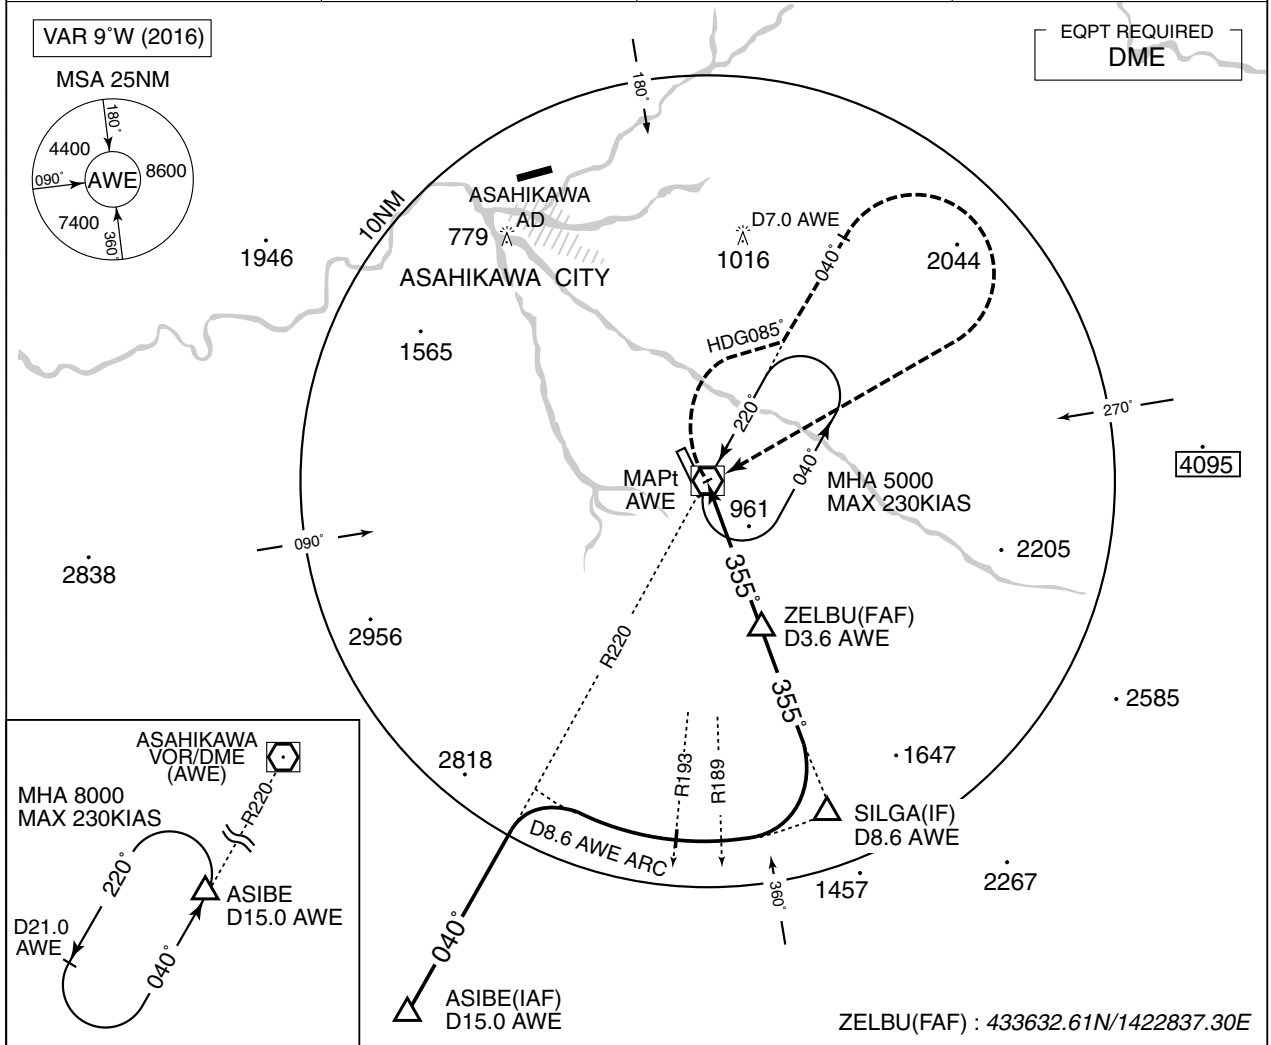 VAR 9°W (2016)
MSA 25NM
180°
4400
8600
AWE
090°
7400
360°
EQPT REQUIRED
DME
180°
10NM
ASAHIKAWA
AD
779
ASAHIKAWA CITY
1946
1565
D7.0 AWE
1016
040°
2044
HDG085°
220°
040°
270°
4095
MAPt
AWE
961
MHA 5000
MAX 230KIAS
090°
2838
2956
2205
355°
ZELBU(FAF)
D3.6 AWE
R220
355°
2585
2818
R193
R189
1647
SILGA(IF)
D8.6 AWE
D8.6 AWE ARC
1457
360°
2267
040°
ASIBE(IAF)
D15.0 AWE
ASAHIKAWA
VOR/DME
(AWE)
MHA 8000
MAX 230KIAS
R220
220°
ASIBE
D15.0 AWE
D21.0
AWE
040°
ZELBU(FAF) : 433632.61N/1422837.30E